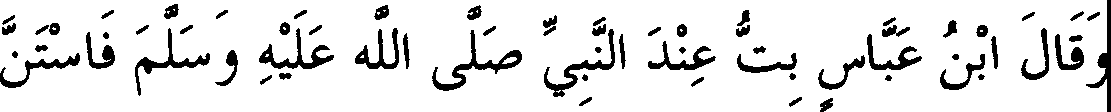 وَقَالَ ابْنُ عَبَّاسٍ بِتُّ عِنْدَ النَّبِيِّ صَلَّى اللَّه عَلَيْهِ وَسَلَّمَ فَاسْتَنَّ